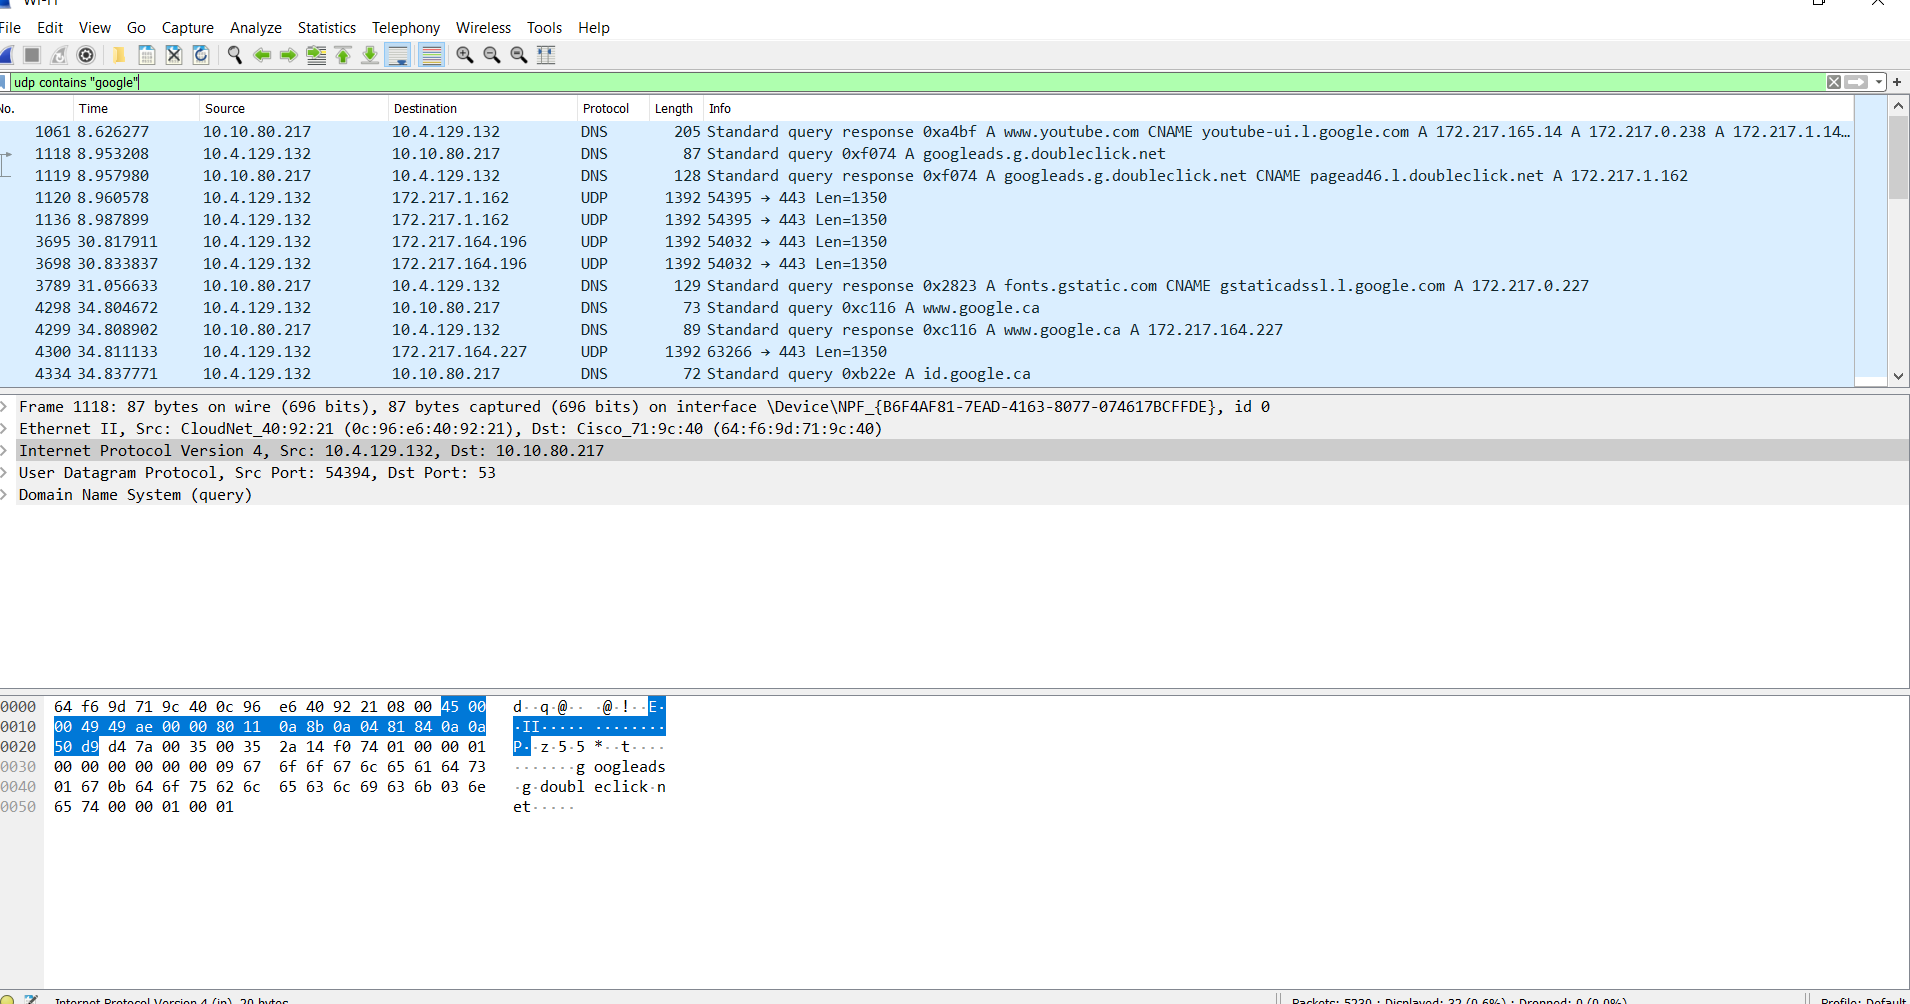 Wi-Fi
File Edit View Go Capture Analyze Statistics Telephony Wireless Tools Help
udp contains "google"
No. Time Source Destination Protocol Length Info
1061 8.626277 10.10.80.217 10.4.129.132 DNS 205 Standard query response 0xa4bf A www.youtube.com CNAME youtube-ui.l.google.com A 172.217.165.14 A 172.217.0.238 A 172.217.1.14…
1118 8.953208 10.4.129.132 10.10.80.217 DNS 87 Standard query 0xf074 A googleads.g.doubleclick.net
1119 8.957980 10.10.80.217 10.4.129.132 DNS 128 Standard query response 0xf074 A googleads.g.doubleclick.net CNAME pagead46.l.doubleclick.net A 172.217.1.162
1120 8.960578 10.4.129.132 172.217.1.162 UDP 1392 54395 → 443 Len=1350
1136 8.987899 10.4.129.132 172.217.1.162 UDP 1392 54395 → 443 Len=1350
3695 30.817911 10.4.129.132 172.217.164.196 UDP 1392 54032 → 443 Len=1350
3698 30.833837 10.4.129.132 172.217.164.196 UDP 1392 54032 → 443 Len=1350
3789 31.056633 10.10.80.217 10.4.129.132 DNS 129 Standard query response 0x2823 A fonts.gstatic.com CNAME gstaticadssl.l.google.com A 172.217.0.227
4298 34.804672 10.4.129.132 10.10.80.217 DNS 73 Standard query 0xc116 A www.google.ca
4299 34.808902 10.10.80.217 10.4.129.132 DNS 89 Standard query response 0xc116 A www.google.ca A 172.217.164.227
4300 34.811133 10.4.129.132 172.217.164.227 UDP 1392 63266 → 443 Len=1350
4334 34.837771 10.4.129.132 10.10.80.217 DNS 72 Standard query 0xb22e A id.google.ca
Frame 1118: 87 bytes on wire (696 bits), 87 bytes captured (696 bits) on interface \Device\NPF_{B6F4AF81-7EAD-4163-8077-074617BCFFDE}, id 0
Ethernet II, Src: CloudNet_40:92:21 (0c:96:e6:40:92:21), Dst: Cisco_71:9c:40 (64:f6:9d:71:9c:40)
Internet Protocol Version 4, Src: 10.4.129.132, Dst: 10.10.80.217
User Datagram Protocol, Src Port: 54394, Dst Port: 53
Domain Name System (query)
0000 64 f6 9d 71 9c 40 0c 96 e6 40 92 21 08 00 45 00 d··q·@·· ·@·!··E·
0010 00 49 49 ae 00 00 80 11 0a 8b 0a 04 81 84 0a 0a ·II····· ········
0020 50 d9 d4 7a 00 35 00 35 2a 14 f0 74 01 00 00 01 P··z·5·5 *··t····
0030 00 00 00 00 00 00 09 67 6f 6f 67 6c 65 61 64 73 ·······g oogleads
0040 01 67 0b 64 6f 75 62 6c 65 63 6c 69 63 6b 03 6e ·g·doubl eclick·n
0050 65 74 00 00 01 00 01 et·····
Internet Protocol Version 4 (ip), 20 bytes Packets: 5230 · Displayed: 32 (0.6%) · Dropped: 0 (0.0%) Profile: Default